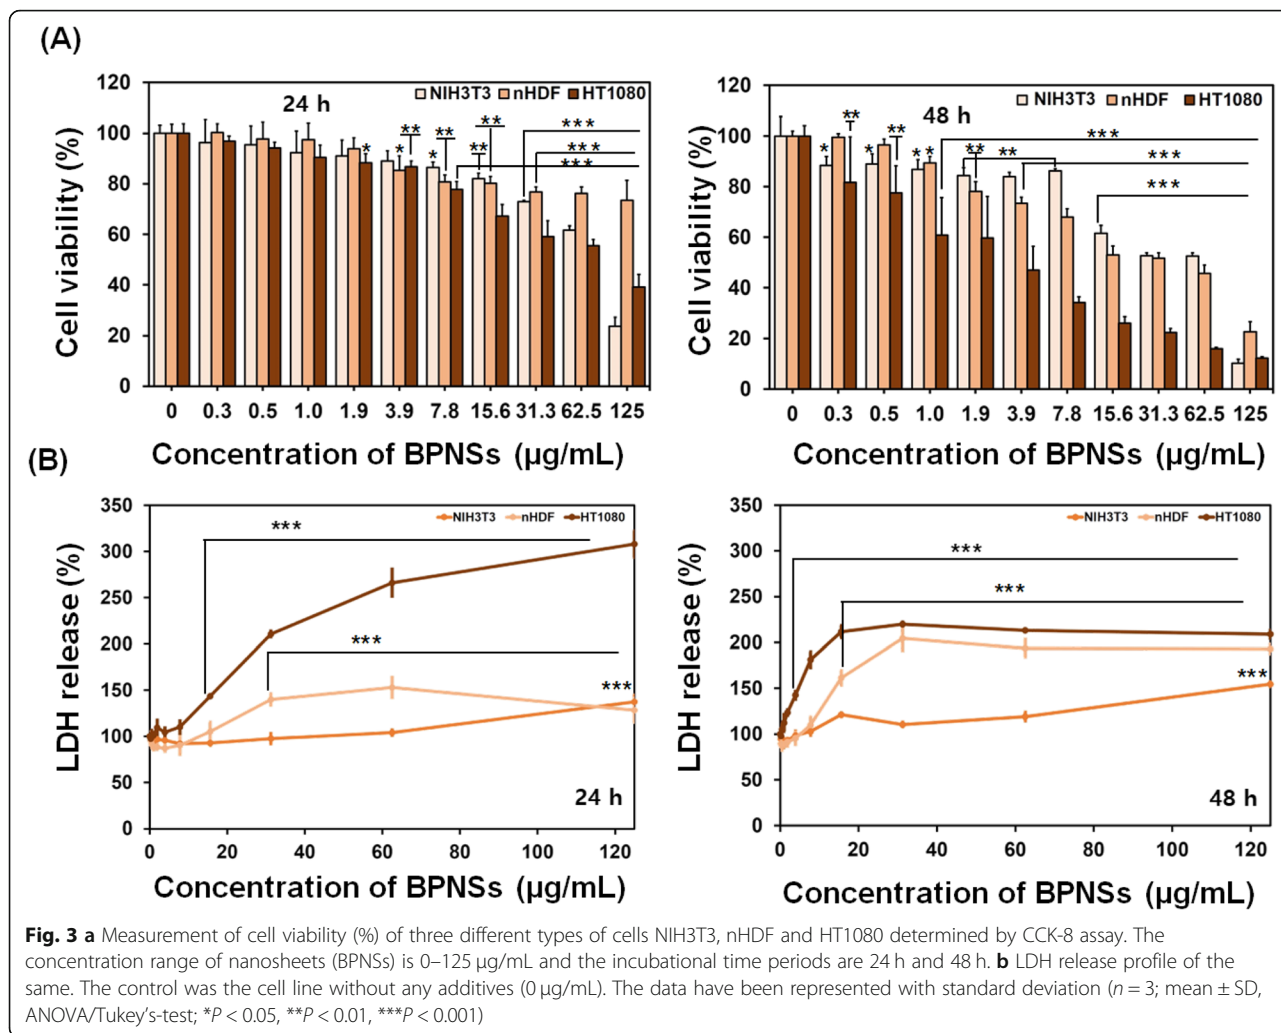 (A)
120
100
80
60
40
20
0
Cell viability (%)
NIH3T3 nHDF HT1080
24 h
* * ** * ** ** ** *** *** ***
0 0.3 0.5 1.0 1.9 3.9 7.8 15.6 31.3 62.5 125
Concentration of BPNSs (µg/mL)
120
100
80
60
40
20
0
Cell viability (%)
NIH3T3 nHDF HT1080
48 h
* ** * ** * * ** ** *** *** ***
0 0.3 0.5 1.0 1.9 3.9 7.8 15.6 31.3 62.5 125
Concentration of BPNSs (µg/mL)
(B)
350
300
250
200
150
100
50
0
LDH release (%)
NIH3T3 nHDF HT1080
***
***
***
24 h
0 20 40 60 80 100 120
Concentration of BPNSs (µg/mL)
350
300
250
200
150
100
50
0
LDH release (%)
NIH3T3 nHDF HT1080
***
***
***
48 h
0 20 40 60 80 100 120
Concentration of BPNSs (µg/mL)
Fig. 3 a Measurement of cell viability (%) of three different types of cells NIH3T3, nHDF and HT1080 determined by CCK-8 assay. The
concentration range of nanosheets (BPNSs) is 0–125 µg/mL and the incubational time periods are 24 h and 48 h. b LDH release profile of the
same. The control was the cell line without any additives (0 µg/mL). The data have been represented with standard deviation (n = 3; mean ± SD,
ANOVA/Tukey's-test; *P < 0.05, **P < 0.01, ***P < 0.001)